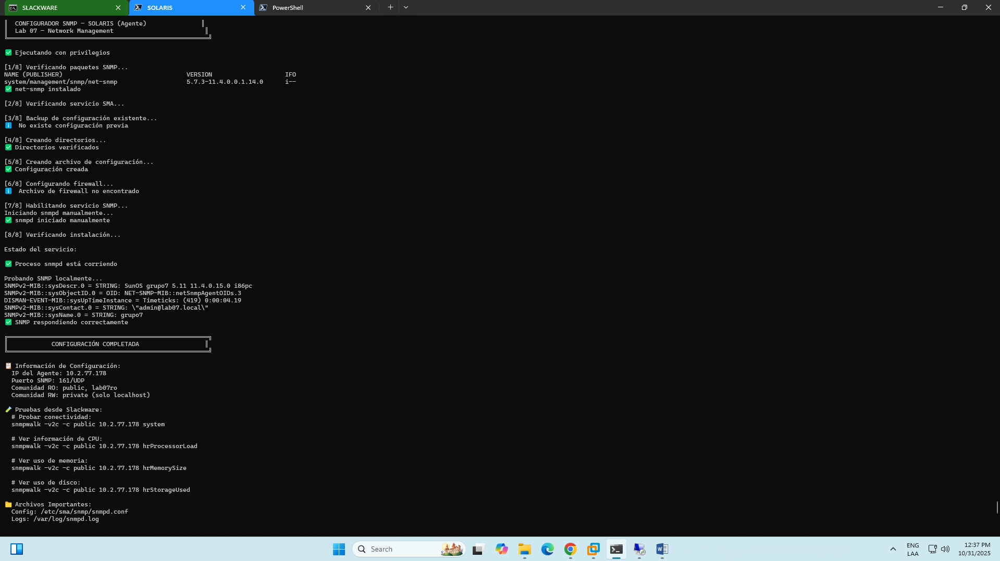 SLACKWARE
SOLARIS
PowerShell
CONFIGURADOR SNMP - SOLARIS (Agente)
Lab 07 - Network Management
Ejecutando con privilegios
[1/8] Verificando paquetes SNMP...
NAME (PUBLISHER) VERSION IFO
system/management/snmp/net-snmp 5.7.3-11.4.0.0.1.14.0 i--
net-snmp instalado
[2/8] Verificando servicio SMA...
[3/8] Backup de configuración existente...
No existe configuración previa
[4/8] Creando directorios...
Directorios verificados
[5/8] Creando archivo de configuración...
Configuración creada
[6/8] Configurando firewall...
Archivo de firewall no encontrado
[7/8] Habilitando servicio SNMP...
Iniciando snmpd manualmente...
snmpd iniciado manualmente
[8/8] Verificando instalación...
Estado del servicio:
Proceso snmpd está corriendo
Probando SNMP localmente...
SNMPv2-MIB::sysDescr.0 = STRING: SunOS grupo7 5.11 11.4.0.15.0 i86pc
SNMPv2-MIB::sysObjectID.0 = OID: NET-SNMP-MIB::netSnmpAgentOIDs.3
DISMAN-EVENT-MIB::sysUpTimeInstance = Timeticks: (419) 0:00:04.19
SNMPv2-MIB::sysContact.0 = STRING: \"admin@lab07.local\"
SNMPv2-MIB::sysName.0 = STRING: grupo7
SNMP respondiendo correctamente
CONFIGURACIÓN COMPLETADA
Información de Configuración:
IP del Agente: 10.2.77.178
Puerto SNMP: 161/UDP
Comunidad RO: public, lab07ro
Comunidad RW: private (solo localhost)
Pruebas desde Slackware:
# Probar conectividad:
snmpwalk -v2c -c public 10.2.77.178 system
# Ver información de CPU:
snmpwalk -v2c -c public 10.2.77.178 hrProcessorLoad
# Ver uso de memoria:
snmpwalk -v2c -c public 10.2.77.178 hrMemorySize
# Ver uso de disco:
snmpwalk -v2c -c public 10.2.77.178 hrStorageUsed
Archivos Importantes:
Config: /etc/sma/snmp/snmpd.conf
Logs: /var/log/snmpd.log
Search
ENG
LAA
12:37 PM
10/31/2025